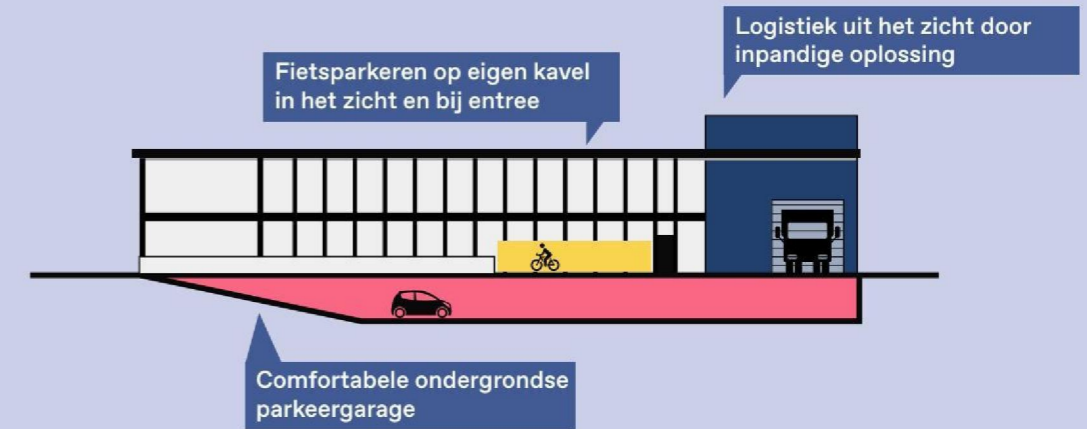 Logistiek uit het zicht door
inpandige oplossing
Fietsparkeren op eigen kavel
in het zicht en bij entree
Comfortabele ondergrondse
parkeergarage